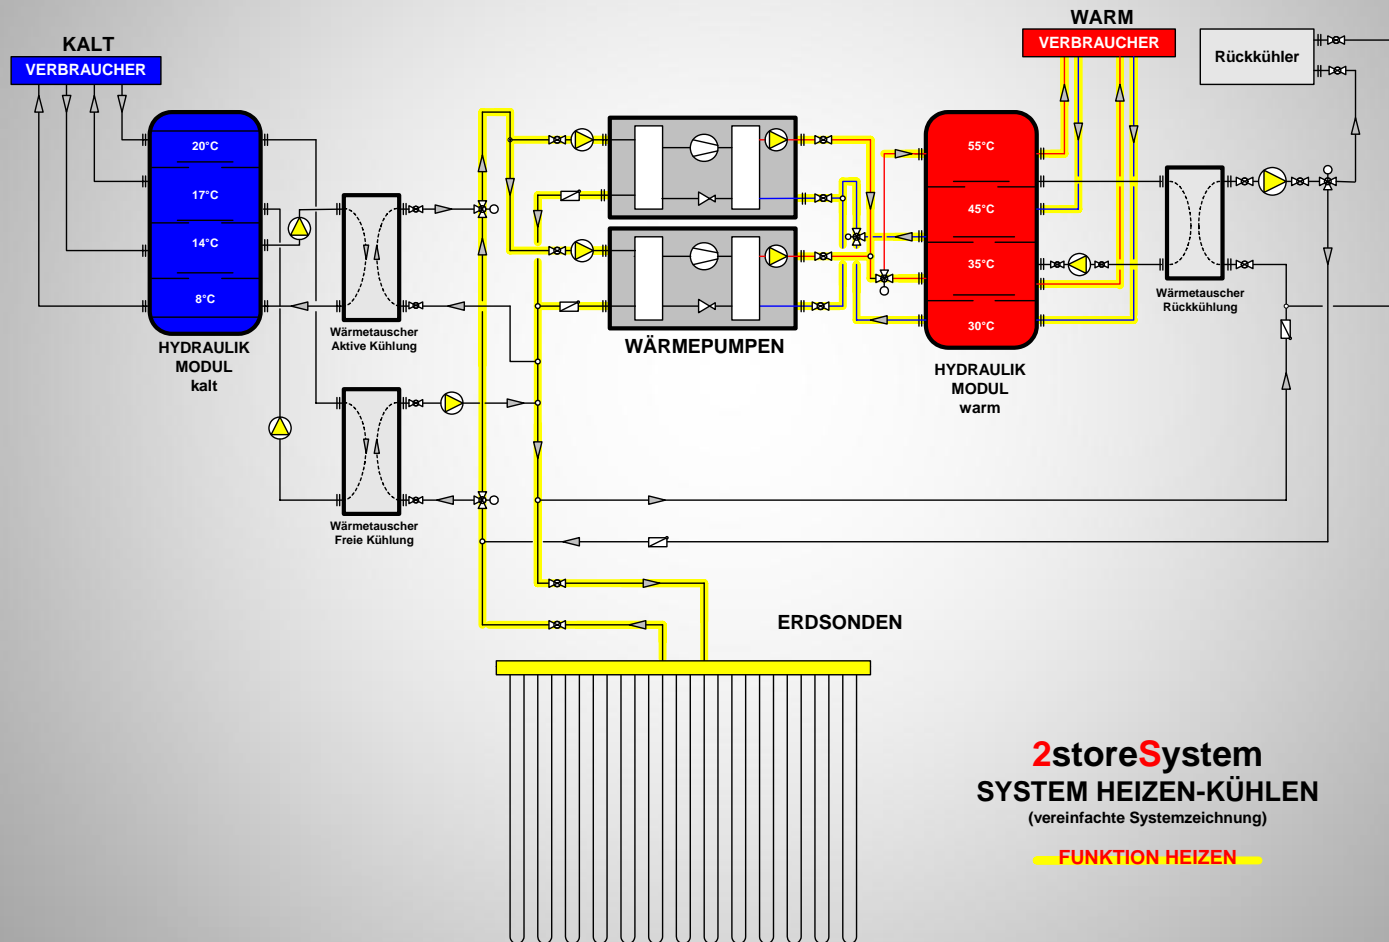 KALT
VERBRAUCHER
WARM
VERBRAUCHER
Rückkühler
20°C
17°C
14°C
8°C
HYDRAULIK
MODUL
kalt
Wärmetauscher
Aktive Kühlung
Wärmetauscher
Freie Kühlung
WÄRMEPUMPEN
55°C
45°C
35°C
30°C
HYDRAULIK
MODUL
warm
Wärmetauscher
Rückkühlung
ERDSONDEN
2storeSystem
SYSTEM HEIZEN-KÜHLEN
(vereinfachte Systemzeichnung)
FUNKTION HEIZEN